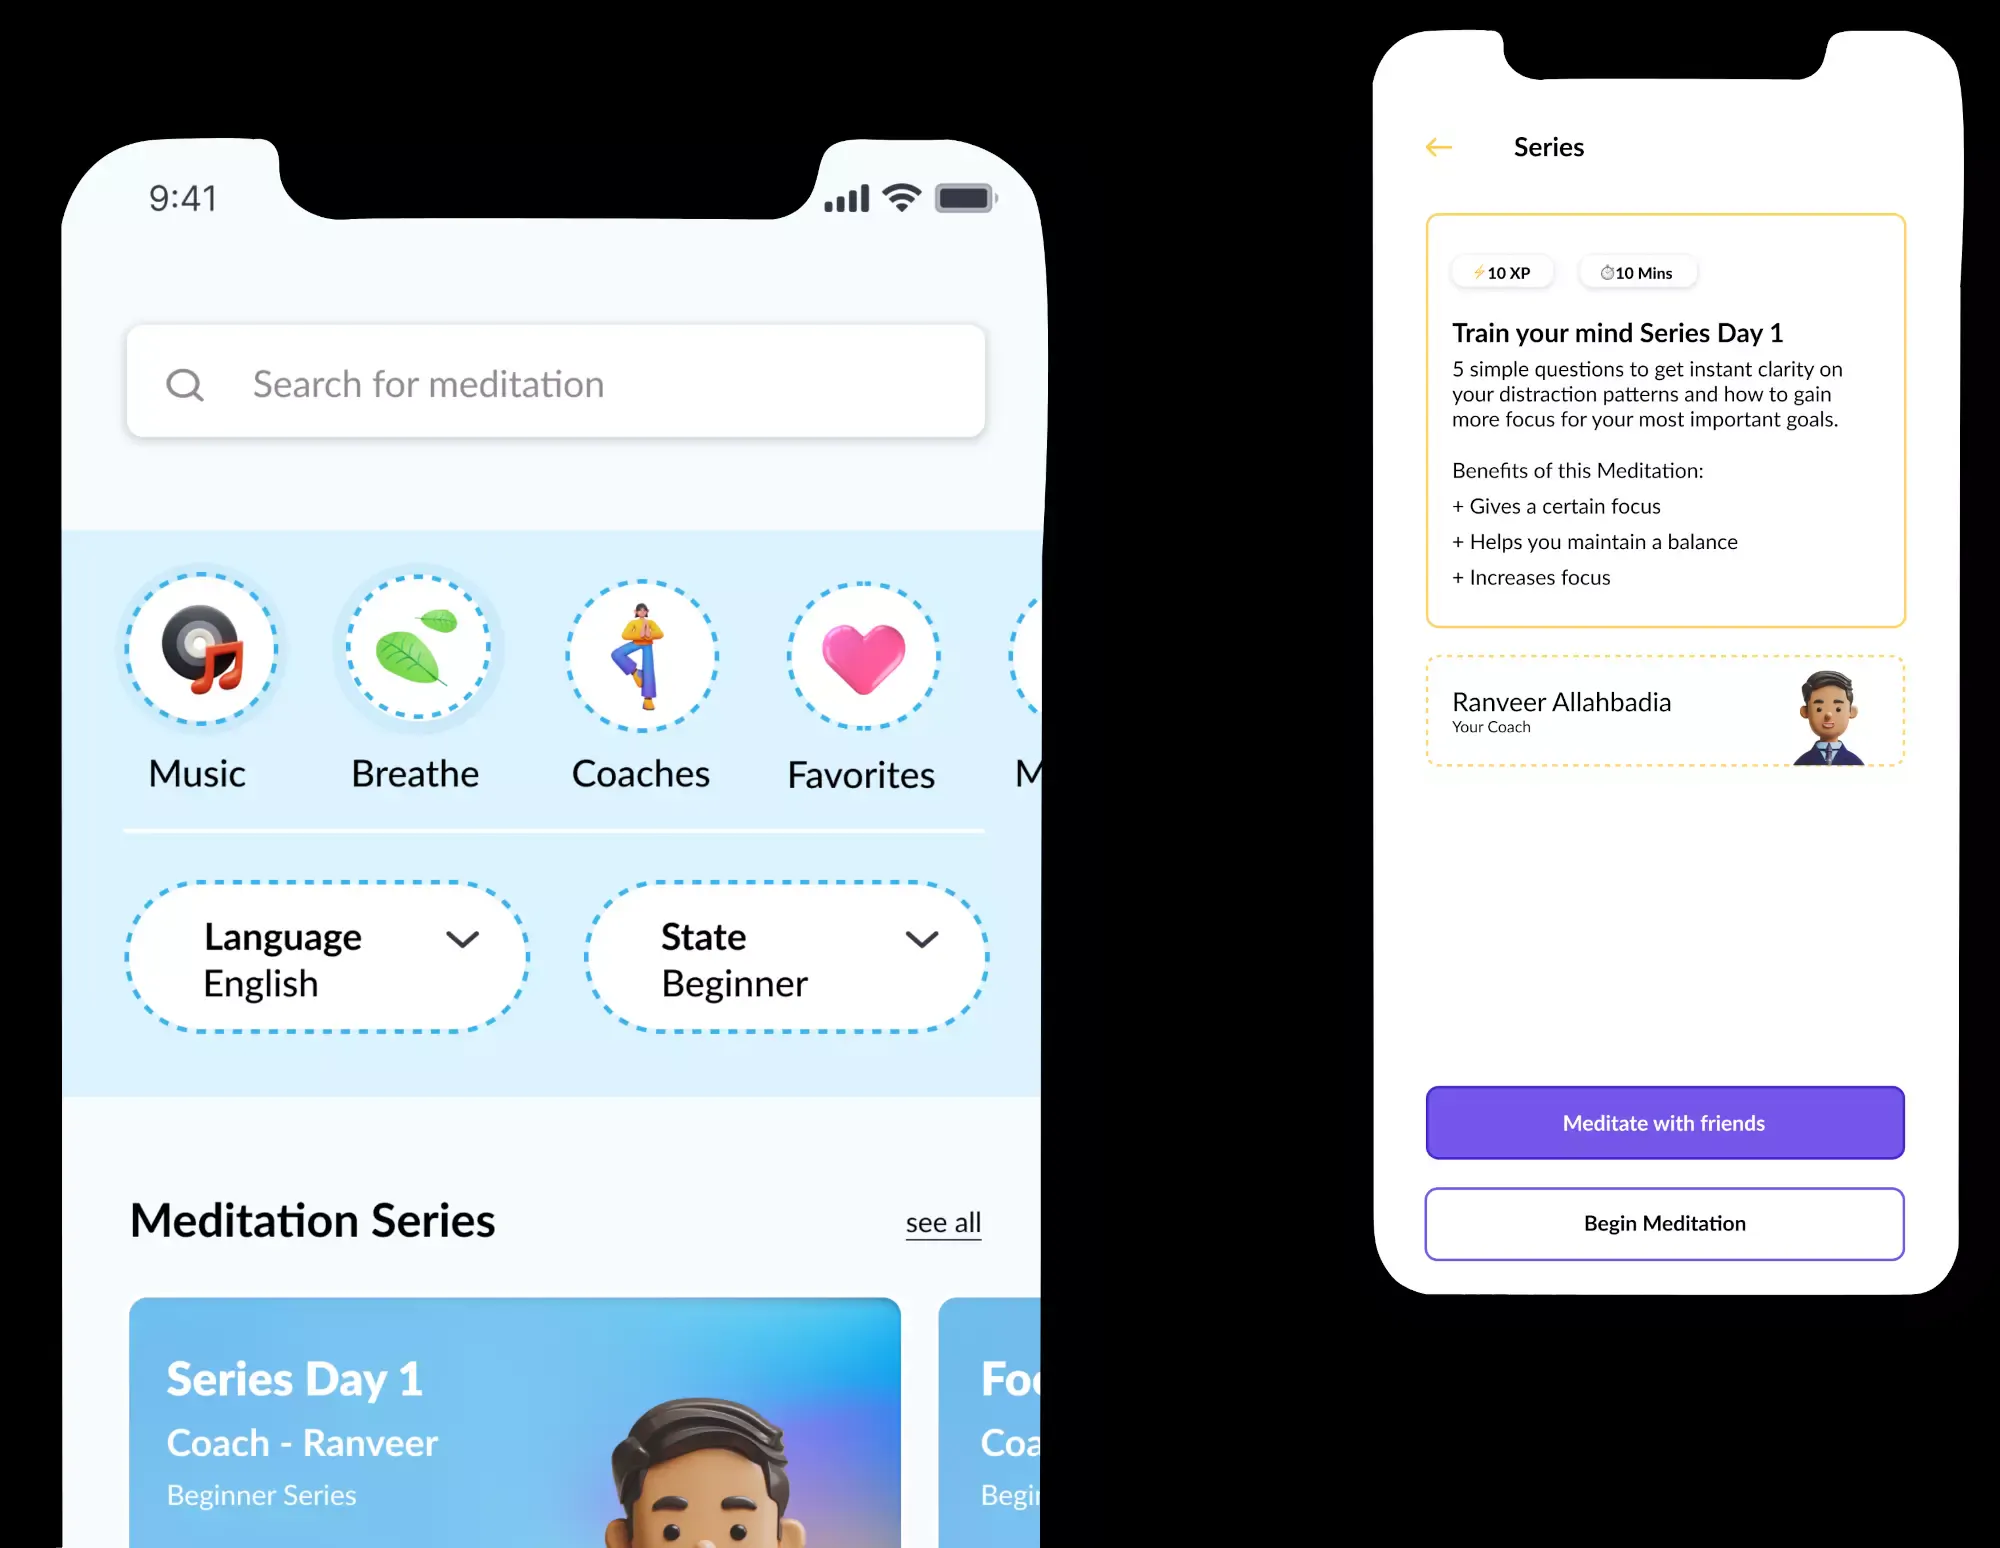 9:41
Search for meditation
Music
Breathe
Coaches
Favorites
Language
English
State
Beginner
Meditation Series
see all
Series Day 1
Coach - Ranveer
Beginner Series
Series
10 XP
10 Mins
Train your mind Series Day 1
5 simple questions to get instant clarity on
your distraction patterns and how to gain
more focus for your most important goals.
Benefits of this Meditation:
+ Gives a certain focus
+ Helps you maintain a balance
+ Increases focus
Ranveer Allahbadia
Your Coach
Meditate with friends
Begin Meditation